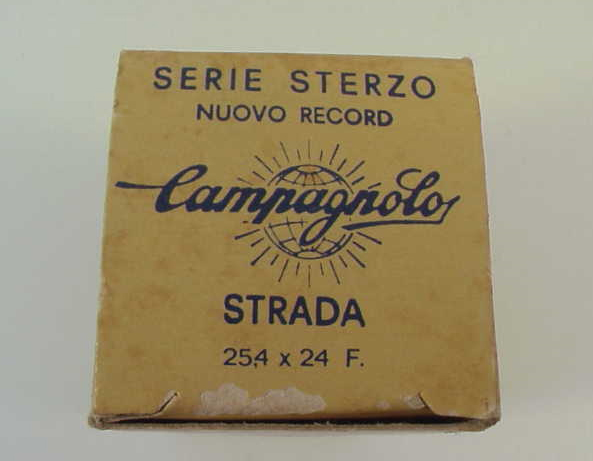 SERIE STERZO
NUOVO RECORD
Campagnolo
STRADA
25,4 x 24 F.